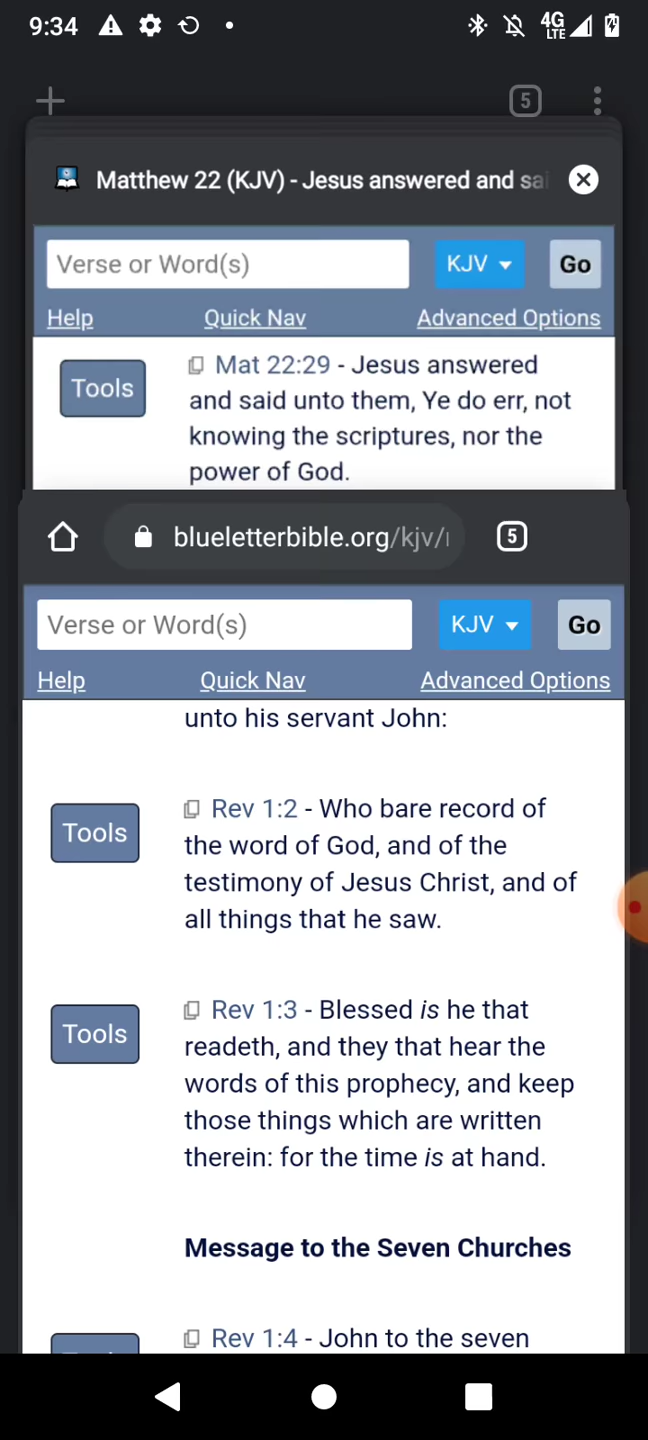 9:34
4G
LTE
5
Matthew 22 (KJV) - Jesus answered and sai
Verse or Word(s)
KJV
Go
Help
Quick Nav
Advanced Options
Tools
Mat 22:29 - Jesus answered
and said unto them, Ye do err, not
knowing the scriptures, nor the
power of God.
blueletterbible.org/kjv/
5
Verse or Word(s)
KJV
Go
Help
Quick Nav
Advanced Options
unto his servant John:
Tools
Rev 1:2 - Who bare record of
the word of God, and of the
testimony of Jesus Christ, and of
all things that he saw.
Tools
Rev 1:3 - Blessed is he that
readeth, and they that hear the
words of this prophecy, and keep
those things which are written
therein: for the time is at hand.
Message to the Seven Churches
Rev 1:4 - John to the seven